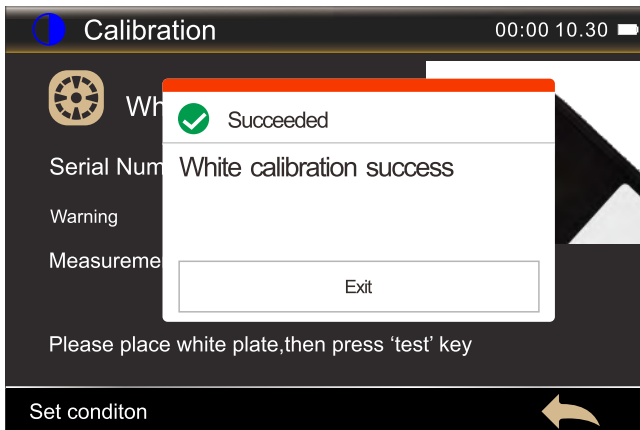 Calibration
00:00 10.30
Wh
Succeeded
Serial Num
White calibration success
Warning
Measureme
Exit
Please place white plate,then press ‘test’ key
Set conditon